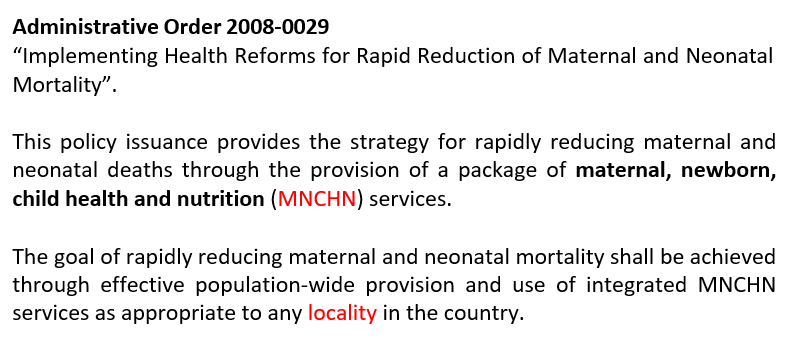 Administrative Order 2008-0029
“Implementing Health Reforms for Rapid Reduction of Maternal and Neonatal
Mortality”.
This policy issuance provides the strategy for rapidly reducing maternal and
neonatal deaths through the provision of a package of maternal, newborn,
child health and nutrition (MNCHN) services.
The goal of rapidly reducing maternal and neonatal mortality shall be achieved
through effective population-wide provision and use of integrated MNCHN
services as appropriate to any locality in the country.